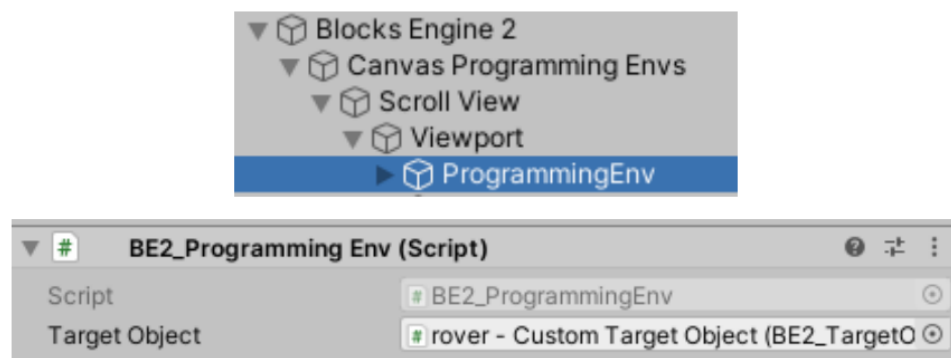 Blocks Engine 2
Canvas Programming Envs
Scroll View
Viewport
ProgrammingEnv
# BE2_Programming Env (Script)
Script # BE2_ProgrammingEnv
Target Object # rover - Custom Target Object (BE2_TargetO